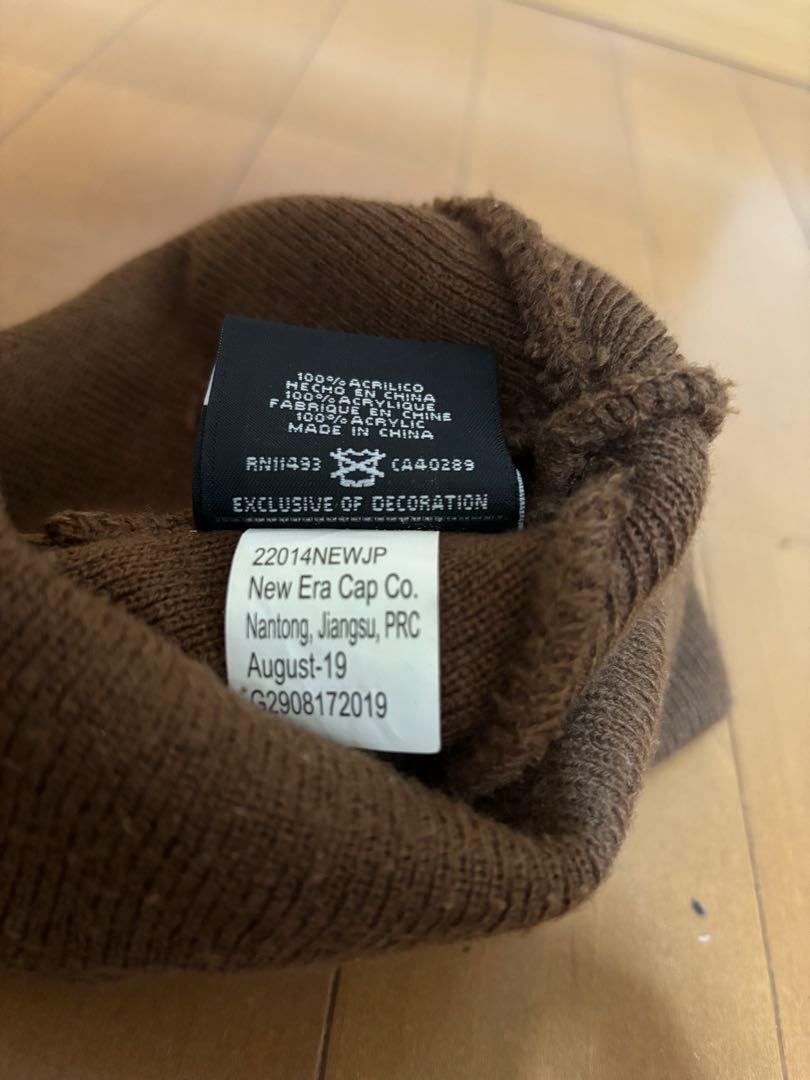 100% ACRILICO
HECHO EN CHINA
100% ACRYLIQUE
FABRIQUE EN CHINE
100% ACRYLIC
MADE IN CHINA
RN11493 CA40289
EXCLUSIVE OF DECORATION
22014NEWJP
New Era Cap Co.
Nantong, Jiangsu, PRC
August-19
G2908172019